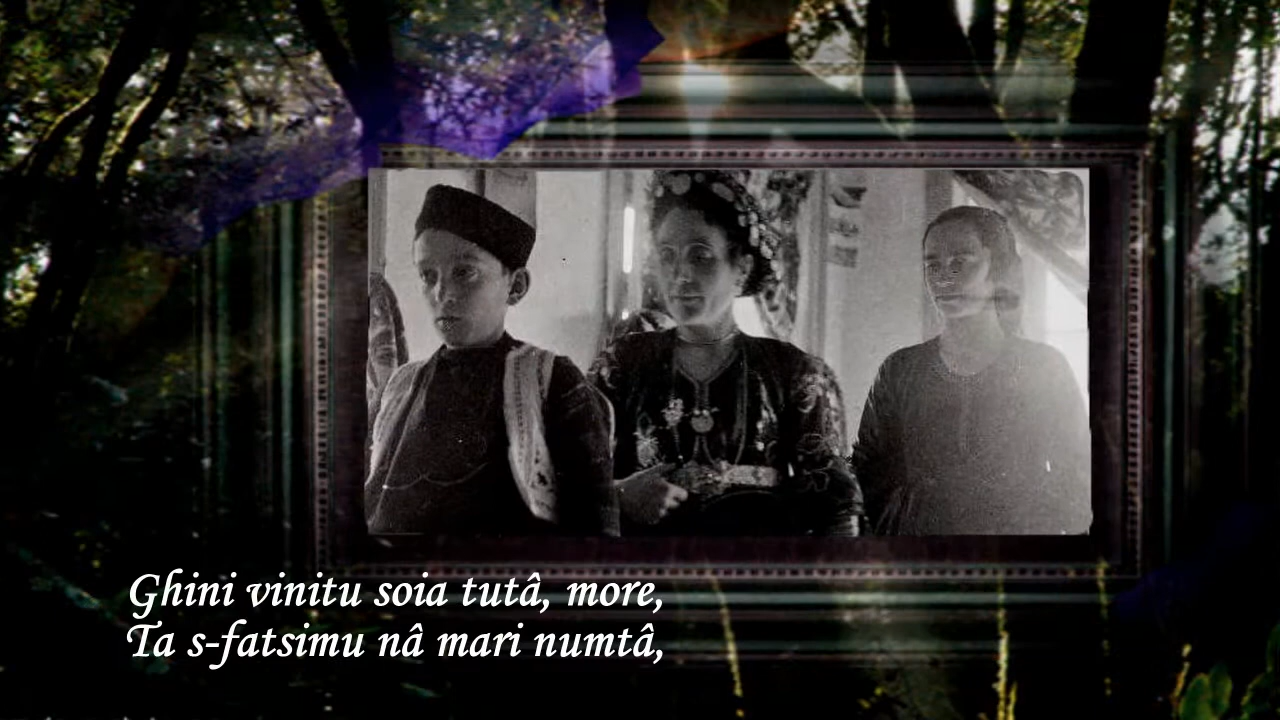 Ghini vinitu soia tutâ, more,
Ta s-fatsimu nâ mari numtâ,